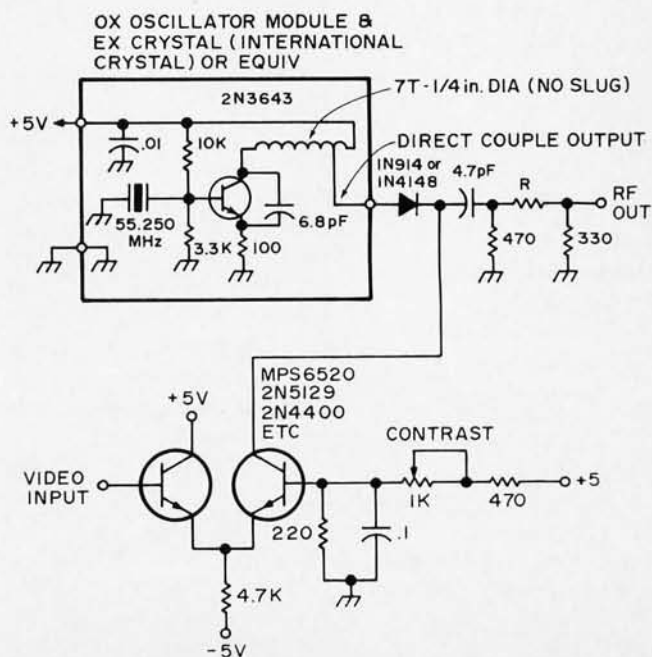 OX OSCILLATOR MODULE &
EX CRYSTAL (INTERNATIONAL
CRYSTAL) OR EQUIV
2N3643
7T-1/4 in. DIA (NO SLUG)
+5V
.01
10K
DIRECT COUPLE OUTPUT
1N914 or
1N4148
4.7pF
R
RF
OUT
55.250
MHz
6.8pF
3.3K
100
470
330
MPS6520
2N5129
2N4400
ETC
+5V
CONTRAST
VIDEO
INPUT
1K
470
+5
220
.1
4.7K
-5V